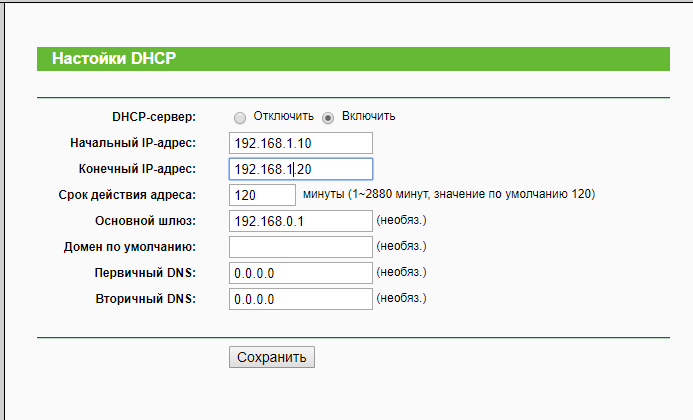 Настойки DHCP
DHCP-сервер: Отключить Включить
Начальный IP-адрес: 192.168.1.10
Конечный IP-адрес: 192.168.1.20
Срок действия адреса: 120 минуты (1~2880 минут, значение по умолчанию 120)
Основной шлюз: 192.168.0.1 (необяз.)
Домен по умолчанию: (необяз.)
Первичный DNS: 0.0.0.0 (необяз.)
Вторичный DNS: 0.0.0.0 (необяз.)
Сохранить